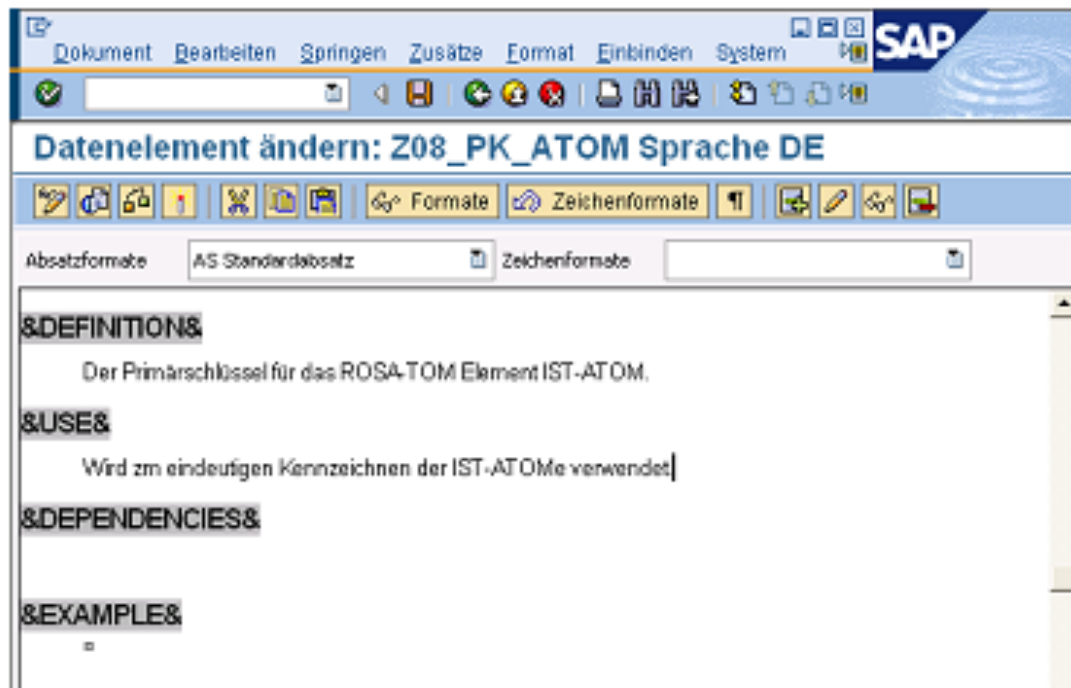 Dokument Bearbeiten Springen Zusätze Format Einbinden System
SAP
Datenelement ändern: Z08_PK_ATOM Sprache DE
Formate Zeichenformate ¶
Absatzformate AS Standardabsatz Zeichenformate
&DEFINITION&
Der Primärschlüssel für das ROSA-TOM Element IST-ATOM.
&USE&
Wird zm eindeutigen Kennzeichnen der IST-ATOMe verwendet
&DEPENDENCIES&
&EXAMPLE&